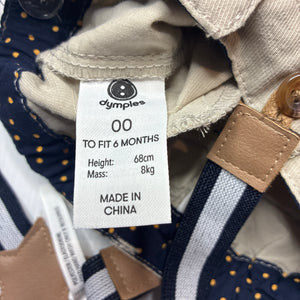 dymples
00
TO FIT 6 MONTHS
Height: 68cm
Mass: 8kg
MADE IN
CHINA